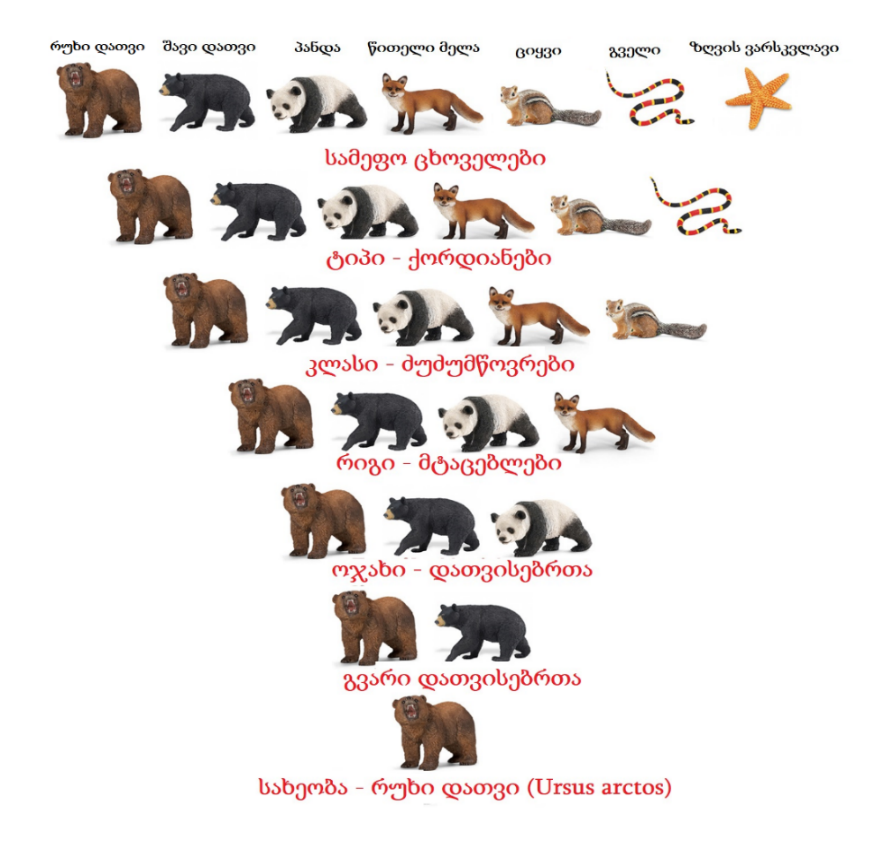 რუხი დათვი შავი დათვი პანდა წითელი მელა ციყვი გველი ზღვის ვარსკვლავი
სამეფო ცხოველები
ტიპი - ქორდიანები
კლასი - ძუძუმწოვრები
რიგი - მტაცებლები
ოჯახი - დათვისებრთა
გვარი დათვისებრთა
სახეობა - რუხი დათვი (Ursus arctos)